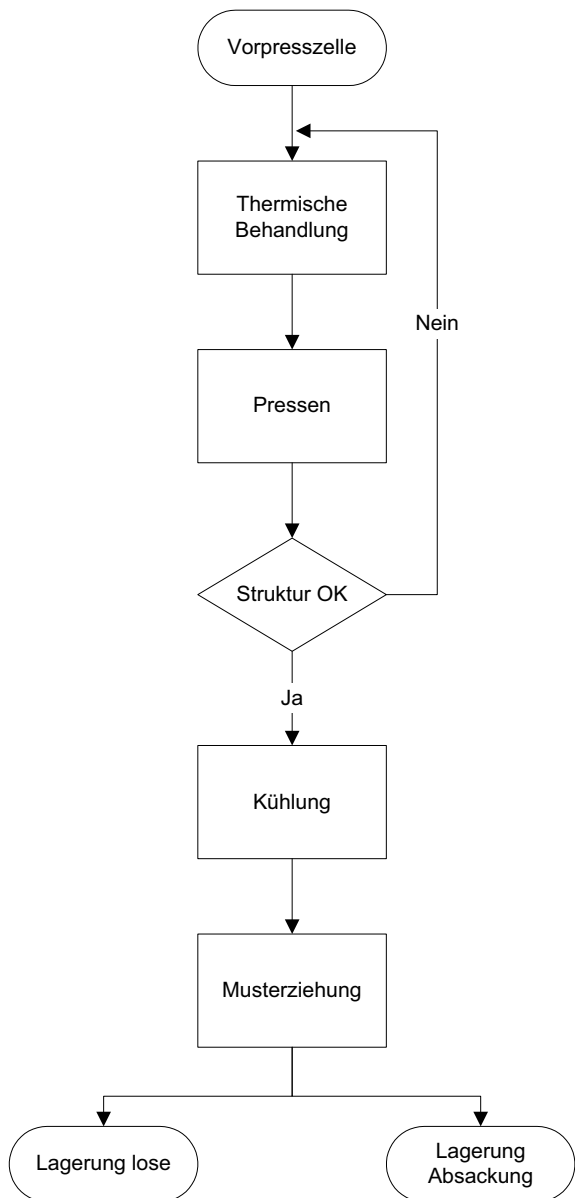 Vorpresszelle
Thermische
Behandlung
Nein
Pressen
Struktur OK
Ja
Kühlung
Musterziehung
Lagerung lose
Lagerung
Absackung